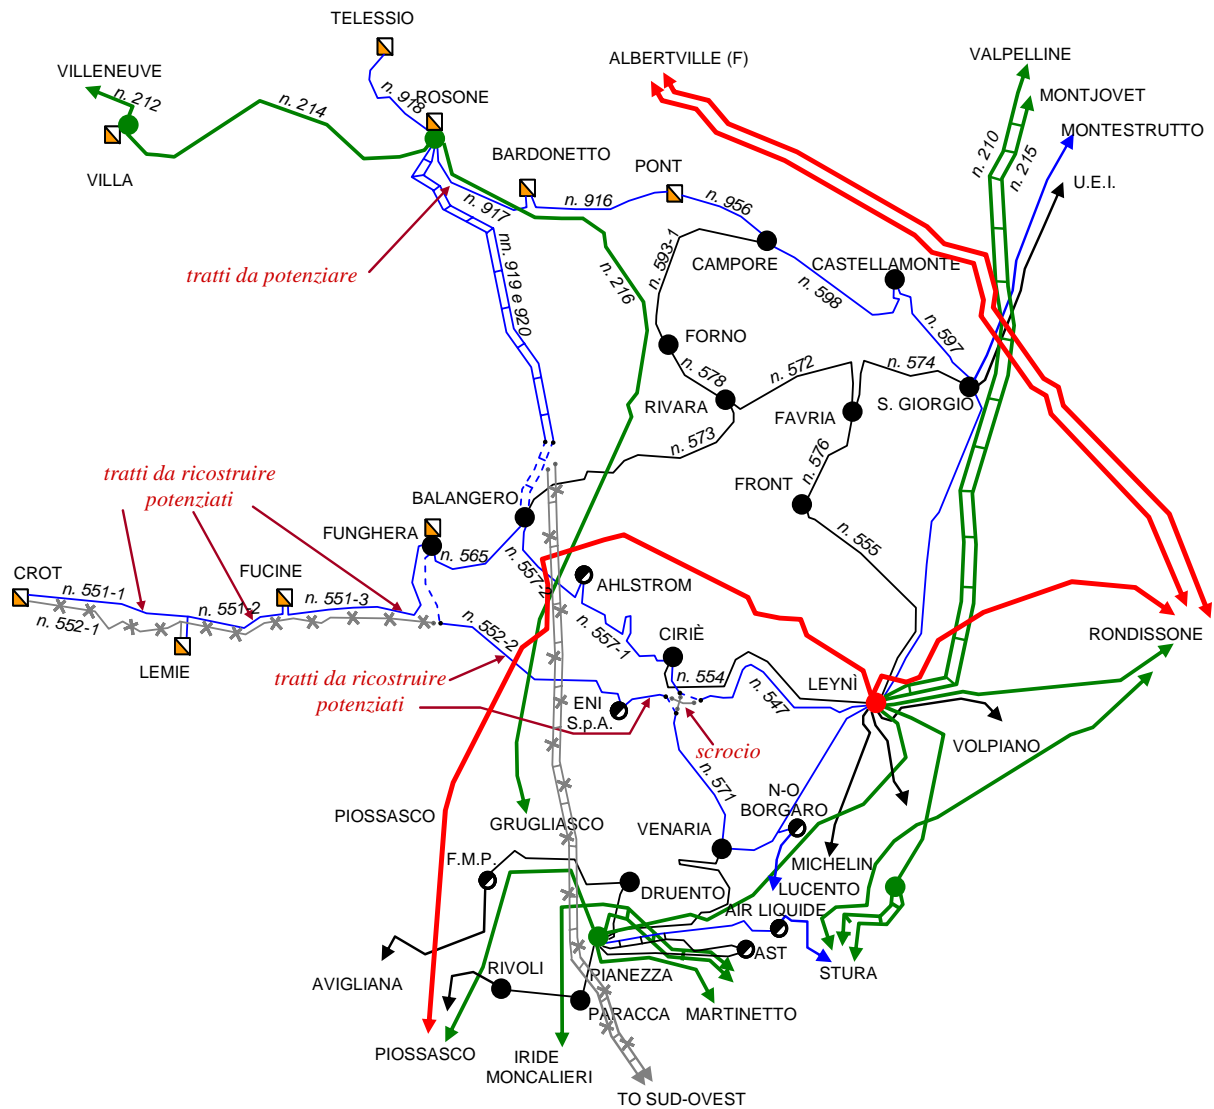 TELESSIO
VILLENEUVE
n. 212
n. 214
n. 918
ROSONE
VILLA
BARDONETTO
PONT
ALBERTVILLE (F)
VALPELLINE
MONTJOVET
MONTESTRUTTO
U.E.I.
n. 210
n. 215
n. 917
n. 916
n. 956
nn. 919 e 920
n. 216
n. 593-1
CAMPORE
CASTELLAMONTE
n. 598
n. 597
tratti da potenziare
FORNO
n. 578
n. 572
n. 574
RIVARA
FAVRIA
S. GIORGIO
n. 573
n. 576
FRONT
n. 555
tratti da ricostruire
potenziati
BALANGERO
FUNGHERA
n. 565
n. 557-2
AHLSTROM
CROT
n. 551-1
FUCINE
n. 551-2
n. 551-3
n. 552-1
LEMIE
n. 552-2
n. 557-1
CIRIÈ
n. 554
LEYNÌ
RONDISSONE
tratti da ricostruire
potenziati
ENI
S.p.A.
n. 547
scrocio
VOLPIANO
n. 571
N-O
BORGARO
PIOSSASCO
GRUGLIASCO
VENARIA
MICHELIN
F.M.P.
DRUENTO
LUCENTO
AIR LIQUIDE
AST
STURA
AVIGLIANA
RIVOLI
PIANEZZA
PARACCA
MARTINETTO
PIOSSASCO
IRIDE
MONCALIERI
TO SUD-OVEST